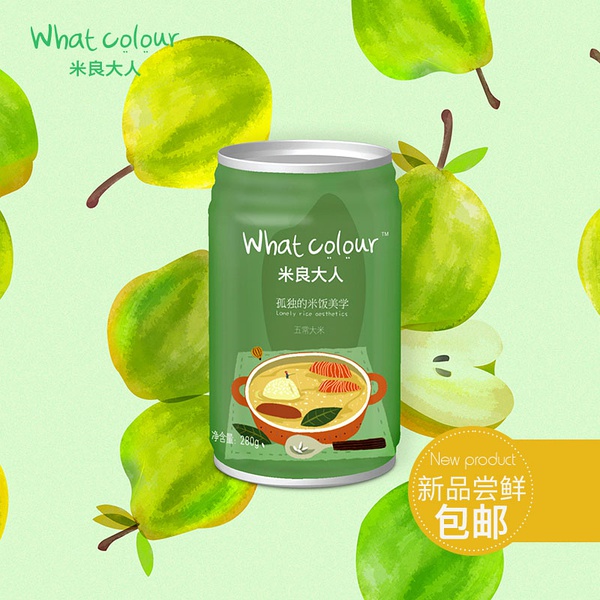 What colour
米良大人
What colour™
米良大人
孤独的米饭美学
Lonely rice aesthetics
五常大米
净含量: 280g
New product
新品尝鲜
包邮